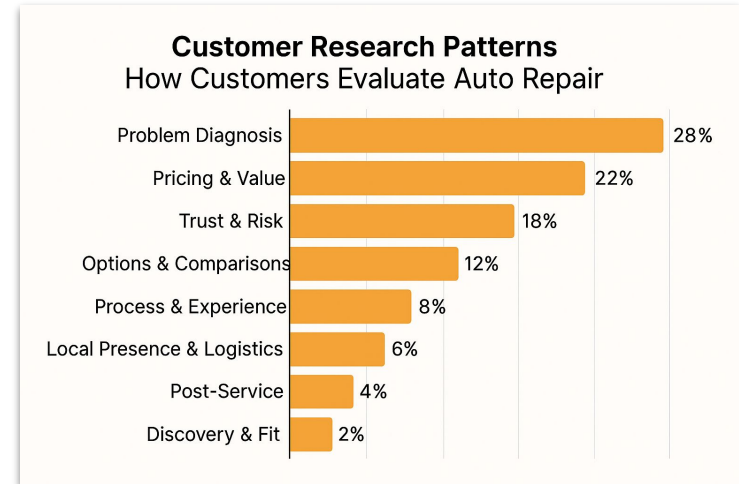 Customer Research Patterns
How Customers Evaluate Auto Repair
Problem Diagnosis 28%
Pricing & Value 22%
Trust & Risk 18%
Options & Comparisons 12%
Process & Experience 8%
Local Presence & Logistics 6%
Post-Service 4%
Discovery & Fit 2%